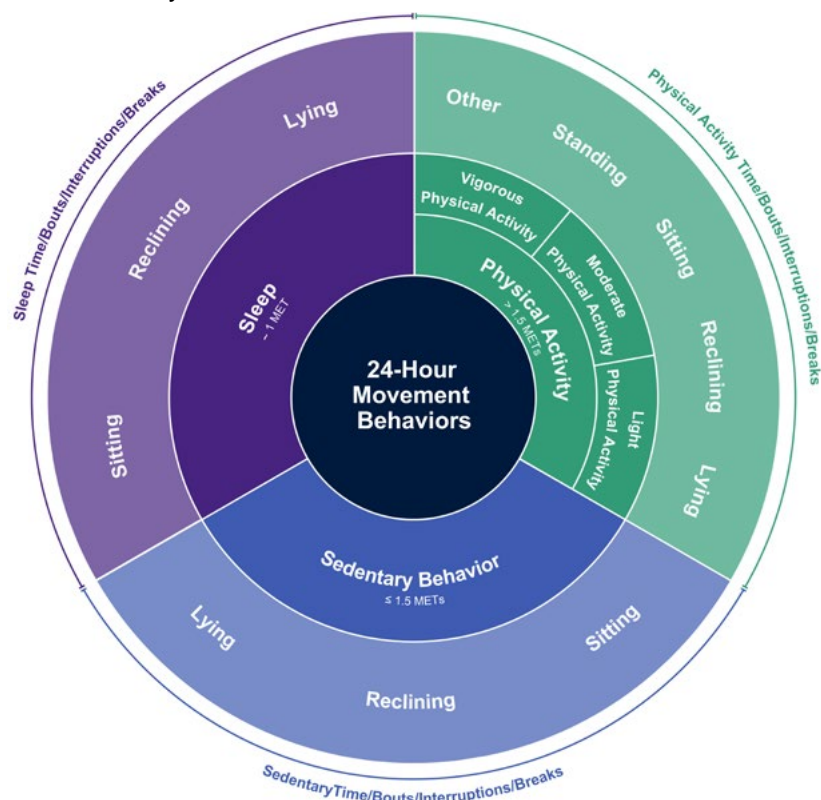 24-Hour
Movement
Behaviors
Physical Activity Time/Bouts/Interruptions/Breaks
Other
Standing
Sitting
Reclining
Lying
Vigorous
Physical Activity
Moderate
Physical Activity
Light
Physical Activity
Physical Activity
> 1.5 METs
Sedentary Behavior
≤ 1.5 METs
Sitting
Reclining
Lying
SedentaryTime/Bouts/Interruptions/Breaks
Sleep
~ 1 MET
Sitting
Reclining
Lying
Sleep Time/Bouts/Interruptions/Breaks